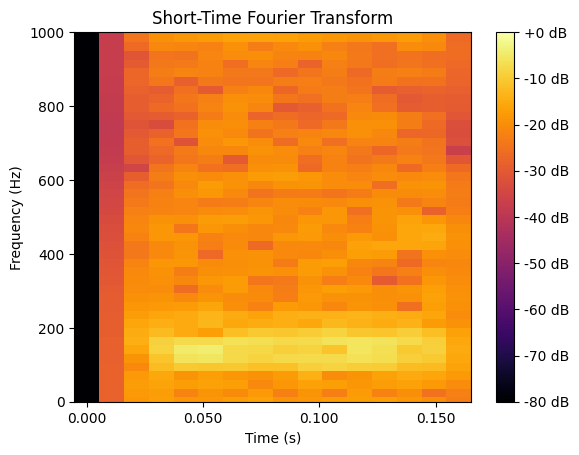 Short-Time Fourier Transform
1000
800
600
400
200
0
Frequency (Hz)
0.000
0.050
0.100
0.150
Time (s)
+0 dB
-10 dB
-20 dB
-30 dB
-40 dB
-50 dB
-60 dB
-70 dB
-80 dB